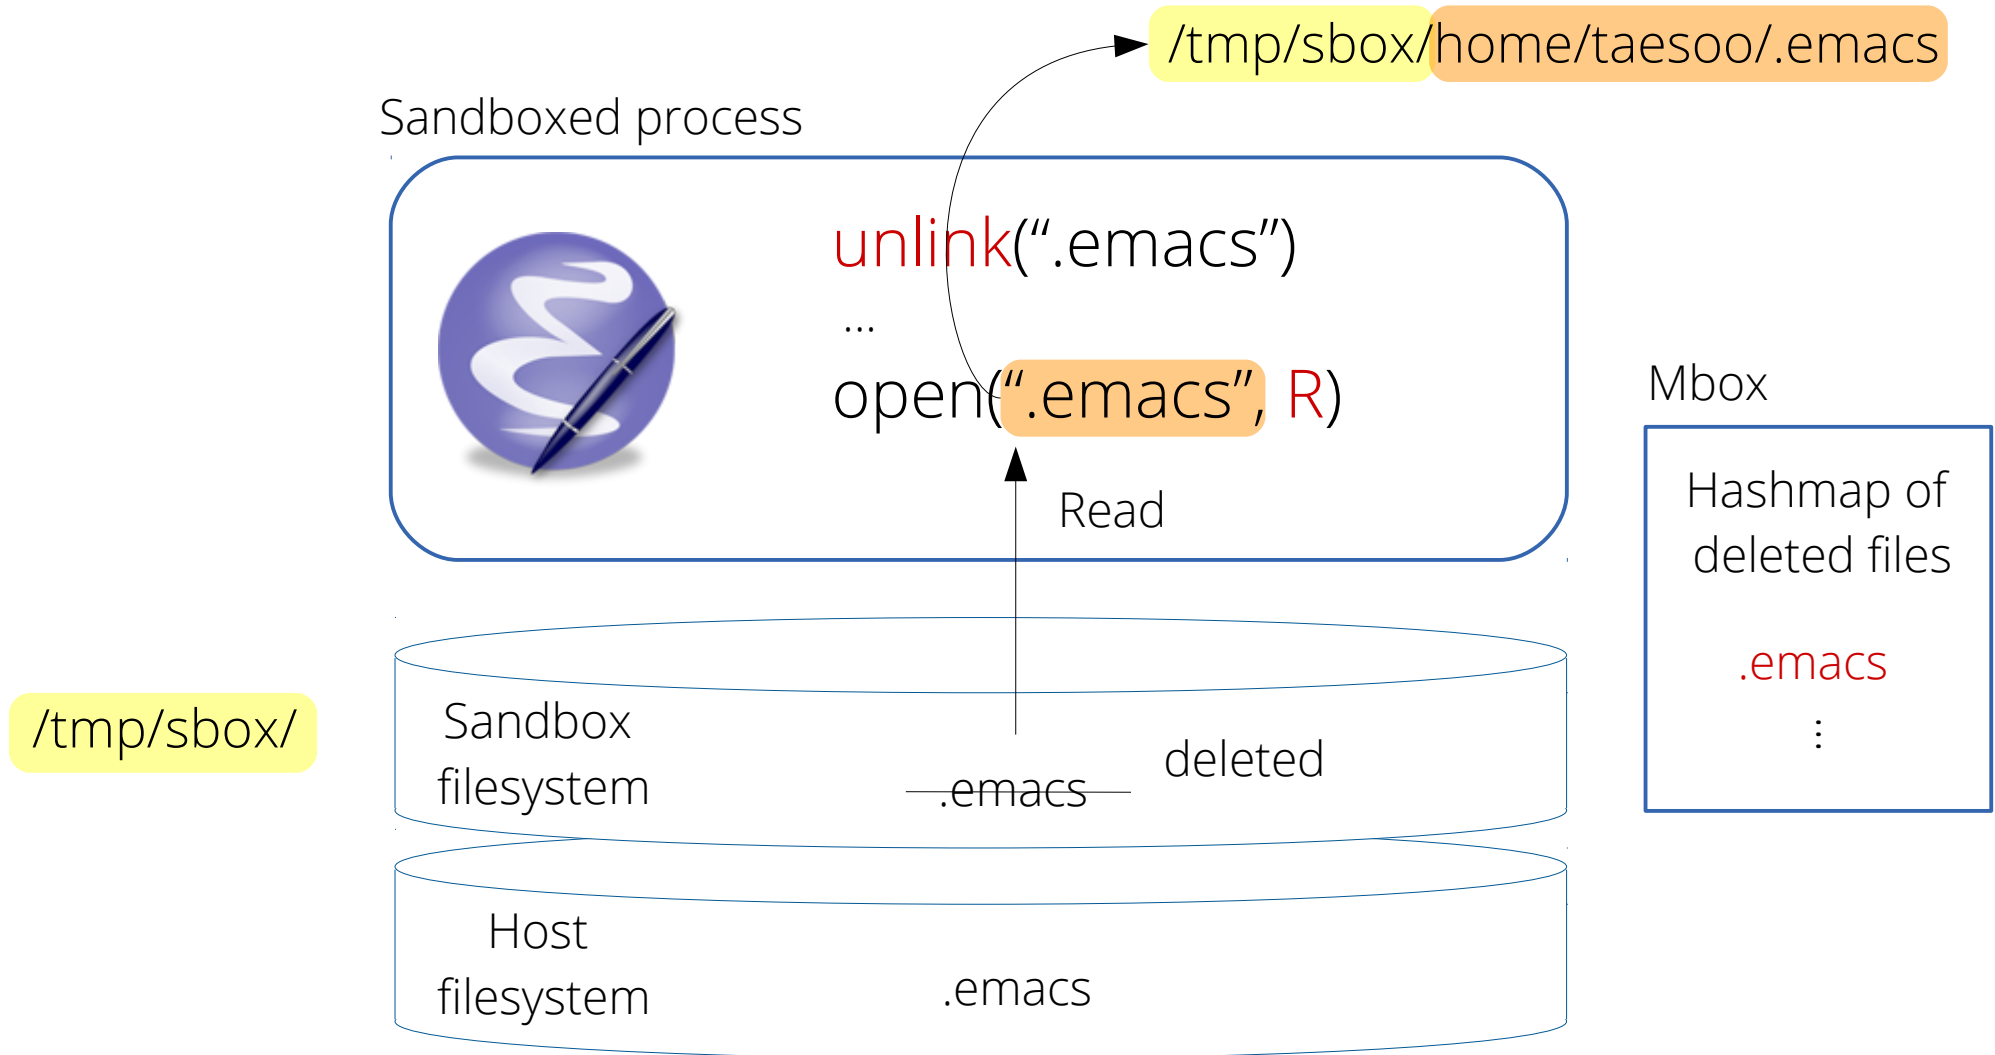 /tmp/sbox/home/taesoo/.emacs
Sandboxed process
unlink(“.emacs”)
...
open(“.emacs”, R)
Read
Mbox
Hashmap of
deleted files
.emacs
...
/tmp/sbox/
Sandbox
filesystem
.emacs
deleted
Host
filesystem
.emacs